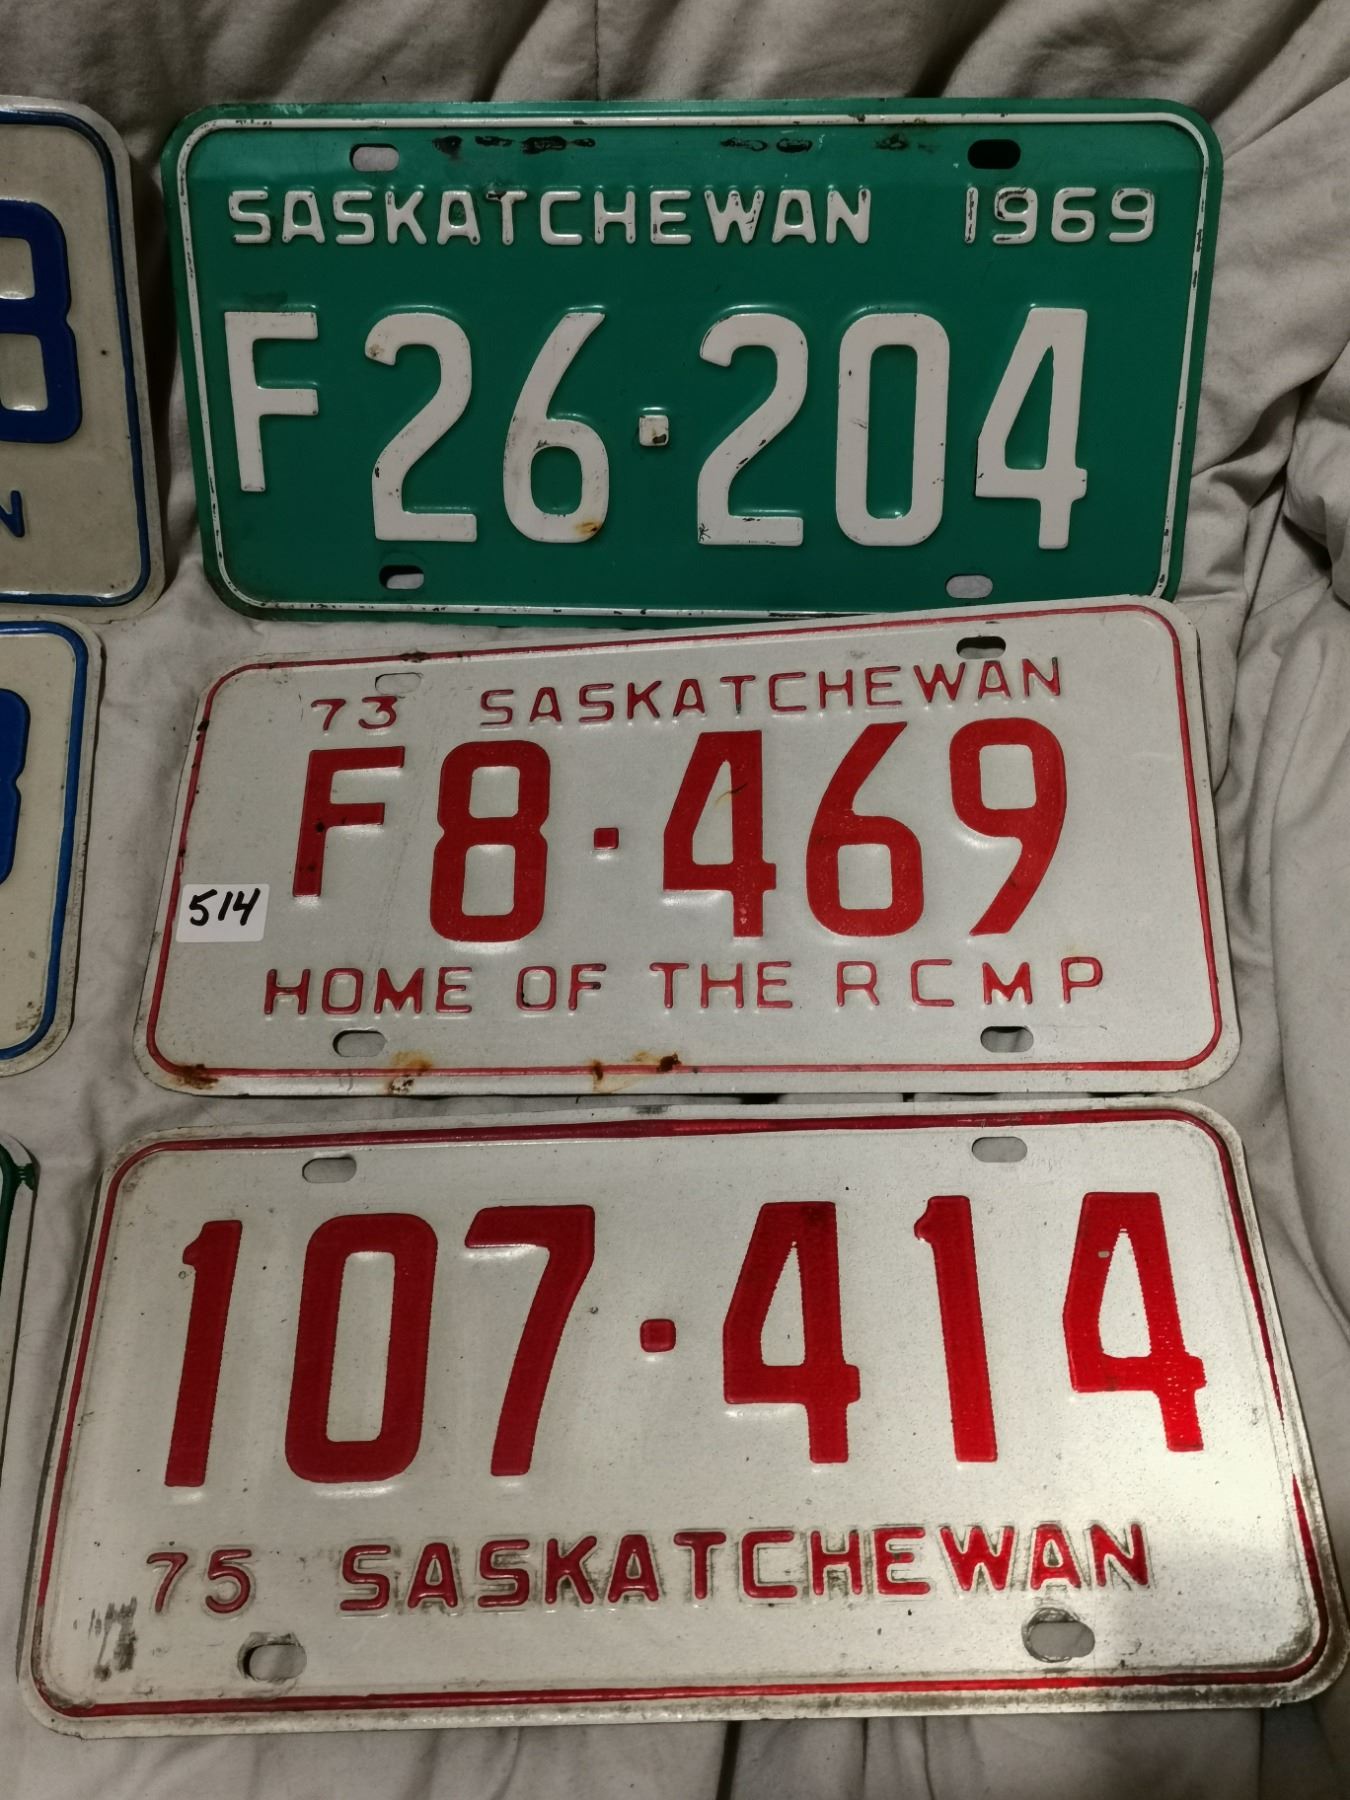 SASKATCHEWAN 1969
F26·204
73 SASKATCHEWAN
F8·469
514
HOME OF THE RCMP
107·414
75 SASKATCHEWAN